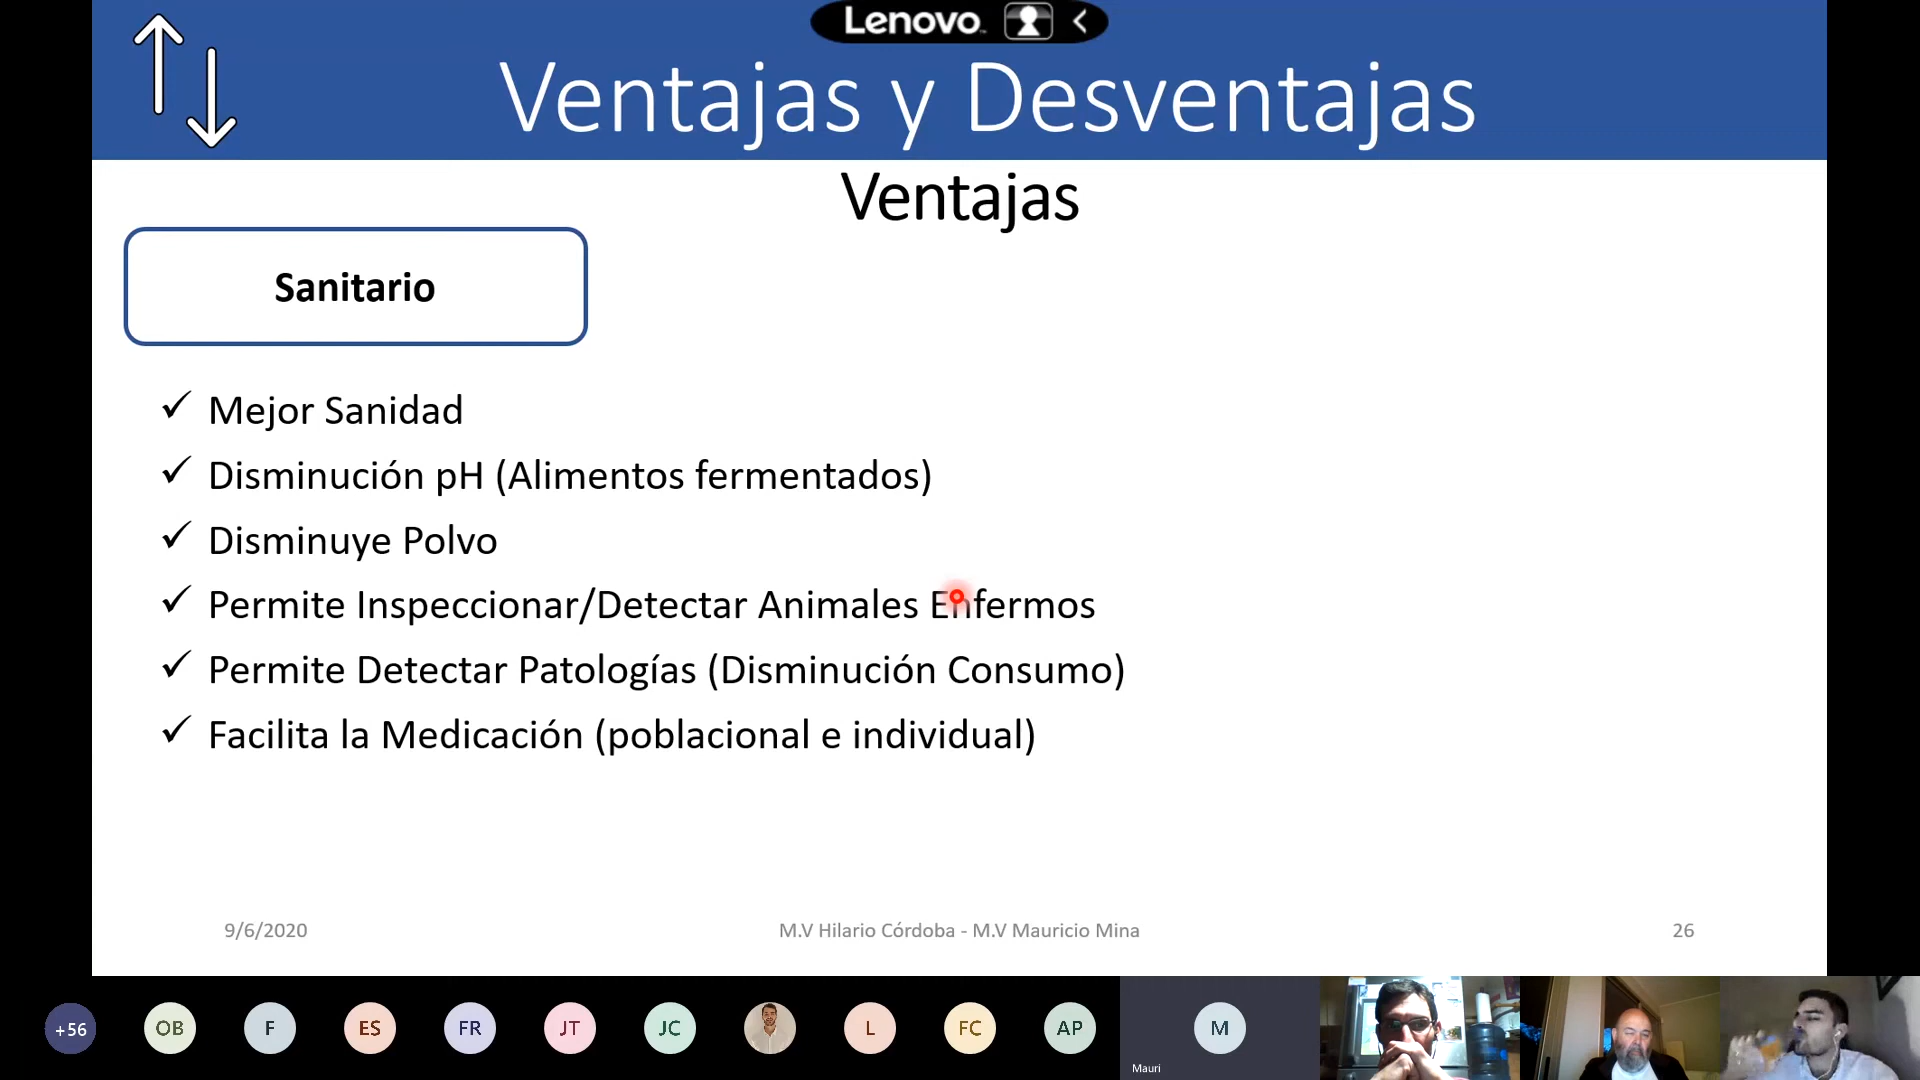 Lenovo
Ventajas y Desventajas
Ventajas
Sanitario
Mejor Sanidad
Disminución pH (Alimentos fermentados)
Disminuye Polvo
Permite Inspeccionar/Detectar Animales Enfermos
Permite Detectar Patologías (Disminución Consumo)
Facilita la Medicación (poblacional e individual)
9/6/2020
M.V Hilario Córdoba - M.V Mauricio Mina
26
+56
OB
F
ES
FR
JT
JC
L
FC
AP
M
Mauri